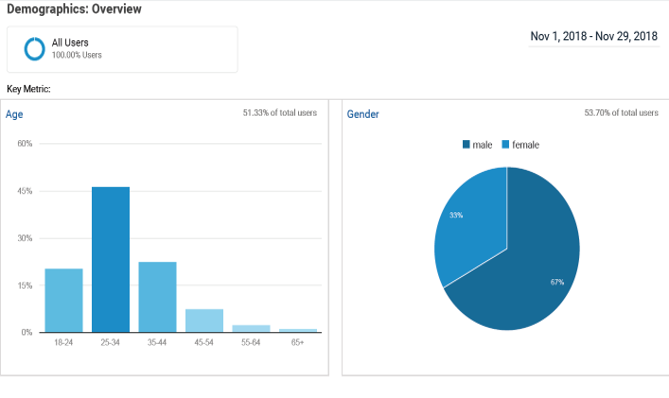 Demographics: Overview
All Users
100.00% Users
Nov 1, 2018 - Nov 29, 2018
Key Metric:
Age
51.33% of total users
60%
45%
30%
15%
0%
18-24 25-34 35-44 45-54 55-64 65+
Gender
53.70% of total users
male female
33%
67%